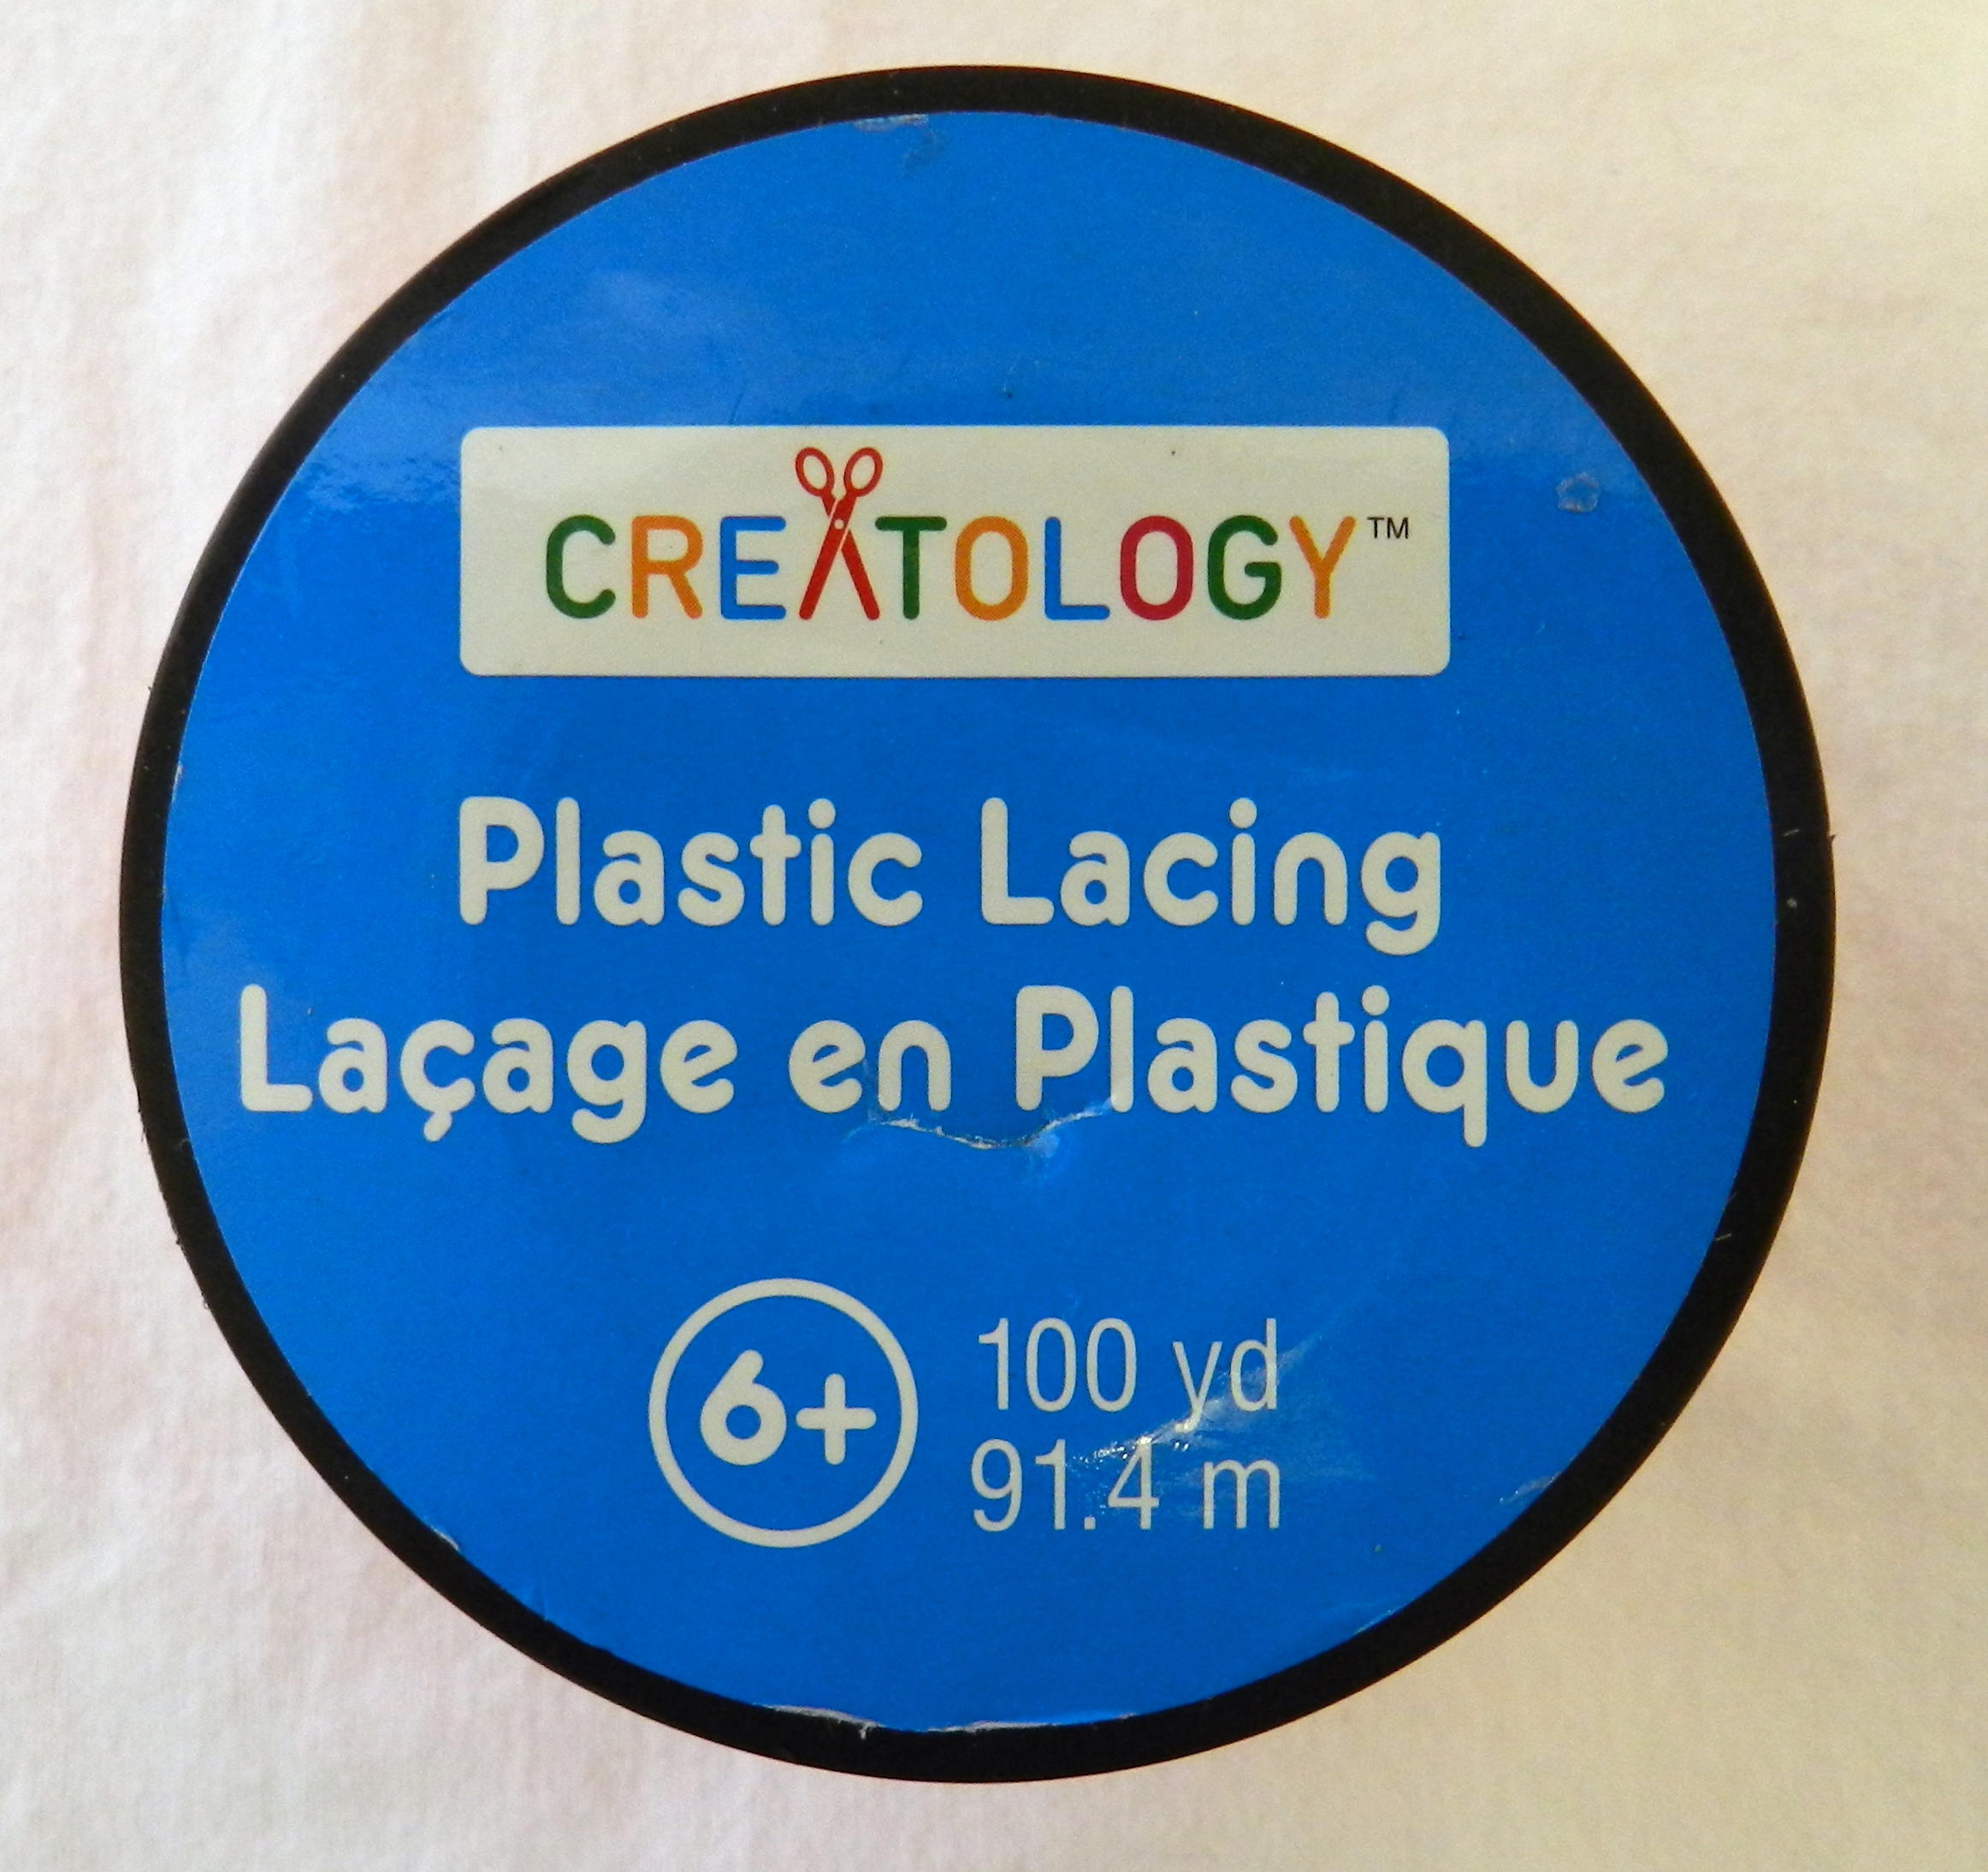 CREATOLOGY™
Plastic Lacing
Laçage en Plastique
6+
100 yd
91.4 m